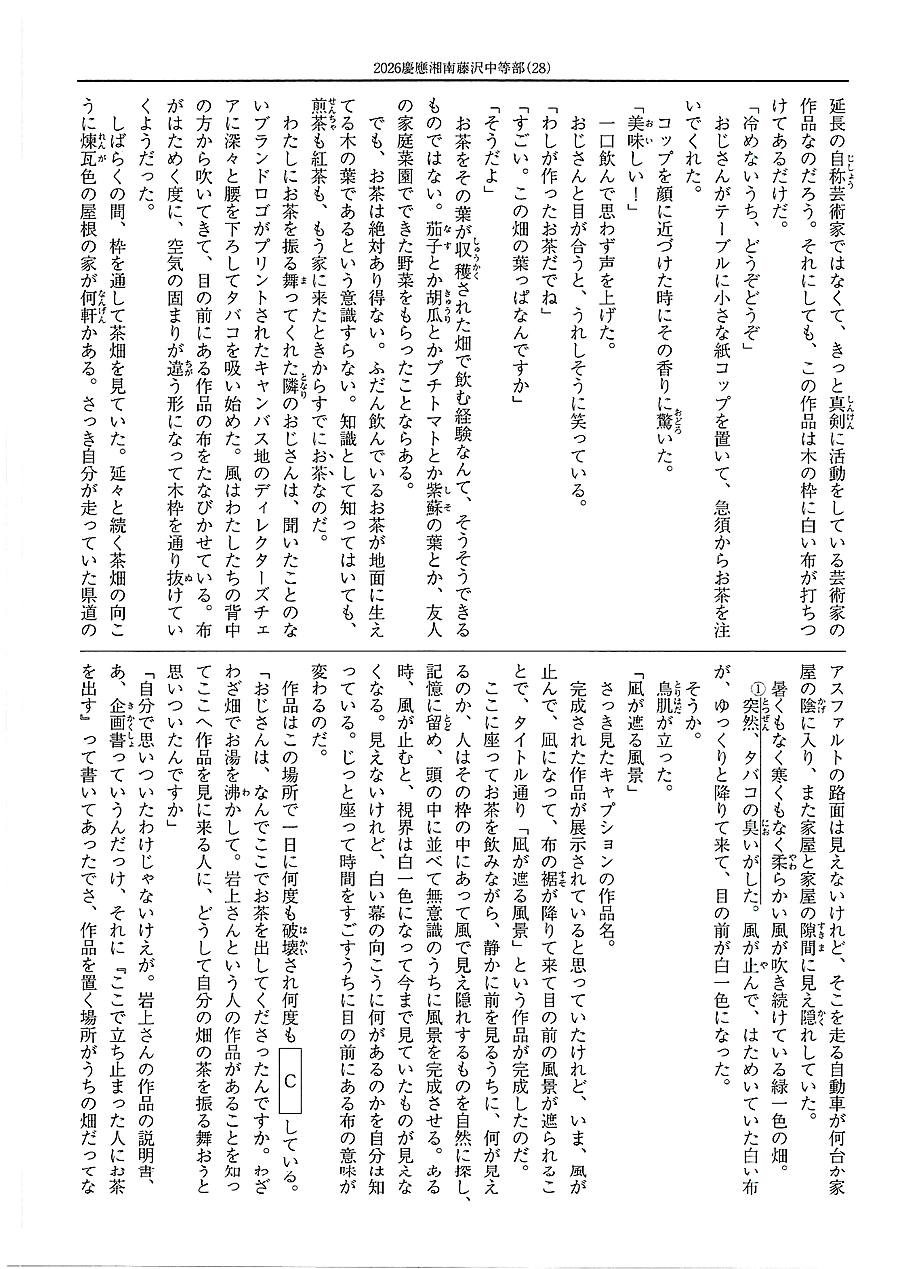 2026慶應湘南藤沢中等部(28)
延長の自称芸術家ではなくて、きっと真剣に活動をしている芸術家の
作品なのだろう。それにしても、この作品は木の枠に白い布が打ちつ
けてあるだけだ。
「冷めないうち、どうぞどうぞ」
おじさんがテーブルに小さな紙コップを置いて、急須からお茶を注
いでくれた。
コップを顔に近づけた時にその香りに驚いた。
「美味しい！」
一口飲んで思わず声を上げた。
おじさんと目が合うと、うれしそうに笑っている。
「わしが作ったお茶だでね」
「すごい。この畑の葉っぱなんですか」
「そうだよ」
お茶をその葉が収穫された畑で飲む経験なんて、そうそうできる
ものではない。茄子とか胡瓜とかプチトマトとか紫蘇の葉とか、友人
の家庭菜園でできた野菜をもらったことならある。
でも、お茶は絶対あり得ない。ふだん飲んでいるお茶が地面に生え
てる木の葉であるという意識すらない。知識として知ってはいても、
煎茶も紅茶も、もう家に来たときからすでにお茶なのだ。
わたしにお茶を振る舞ってくれた隣のおじさんは、聞いたことのな
いブランドロゴがプリントされたキャンバス地のディレクターズチェ
アに深々と腰を下ろしてタバコを吸い始めた。風はわたしたちの背中
の方から吹いてきて、目の前にある作品の布をたなびかせている。布
がはためく度に、空気の固まりが違う形になって木枠を通り抜けてい
くようだった。
しばらくの間、枠を通して茶畑を見ていた。延々と続く茶畑の向こ
うに煉瓦色の屋根の家が何軒かある。さっき自分が走っていた県道の
アスファルトの路面は見えないけれど、そこを走る自動車が何台か家
屋の陰に入り、また家屋と家屋の隙間に見え隠れしていた。
暑くもなく寒くもなく柔らかい風が吹き続けている緑一色の畑。
①突然、タバコの臭いがした。風が止んで、はためいていた白い布
が、ゆっくりと降りて来て、目の前が白一色になった。
そうか。
鳥肌が立った。
「凪が遮る風景」
さっき見たキャプションの作品名。
完成された作品が展示されていると思っていたけれど、いま、風が
止んで、凪になって、布の裾が降りて来て目の前の風景が遮られるこ
とで、タイトル通り「凪が遮る風景」という作品が完成したのだ。
ここに座ってお茶を飲みながら、静かに前を見るうちに、何が見え
るのか、人はその枠の中にあって風で見え隠れするものを自然に探し、
記憶に留め、頭の中に並べて無意識のうちに風景を完成させる。ある
時、風が止むと、視界は白一色になって今まで見ていたものが見えな
くなる。見えないけれど、白い幕の向こうに何があるのかを自分は知
っている。じっと座って時間をすごすうちに目の前にある布の意味が
変わるのだ。
作品はこの場所で一日に何度も破壊され何度も C している。
「おじさんは、なんでここでお茶を出してくださったんですか。わざ
わざ畑でお湯を沸かして。岩上さんという人の作品があることを知っ
てここへ作品を見に来る人に、どうして自分の畑の茶を振る舞おうと
思いついたんですか」
「自分で思いついたわけじゃないけえが。岩上さんの作品の説明書、
あ、企画書っていうんだっけ、それに『ここで立ち止まった人にお茶
を出す』って書いてあったでさ、作品を置く場所がうちの畑だってな